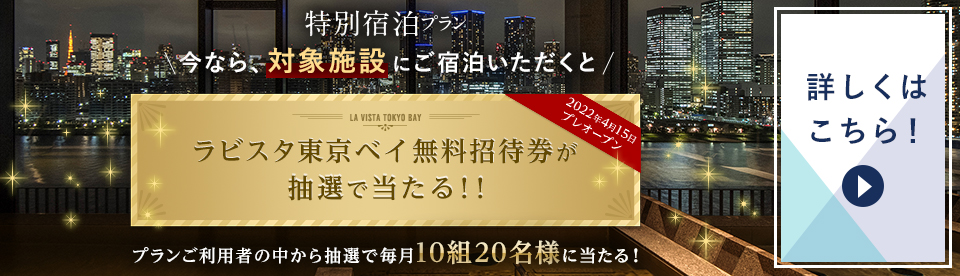 特別宿泊プラン
\ 今なら、対象施設にご宿泊いただくと /
2022年4月15日
プレオープン
LA VISTA TOKYO BAY
ラビスタ東京ベイ無料招待券が
抽選で当たる！！
プランご利用者の中から抽選で毎月10組20名様に当たる！
詳しくは
こちら！